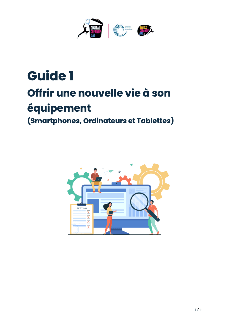 Guide 1
Offrir une nouvelle vie à son
équipement
(Smartphones, Ordinateurs et Tablettes)